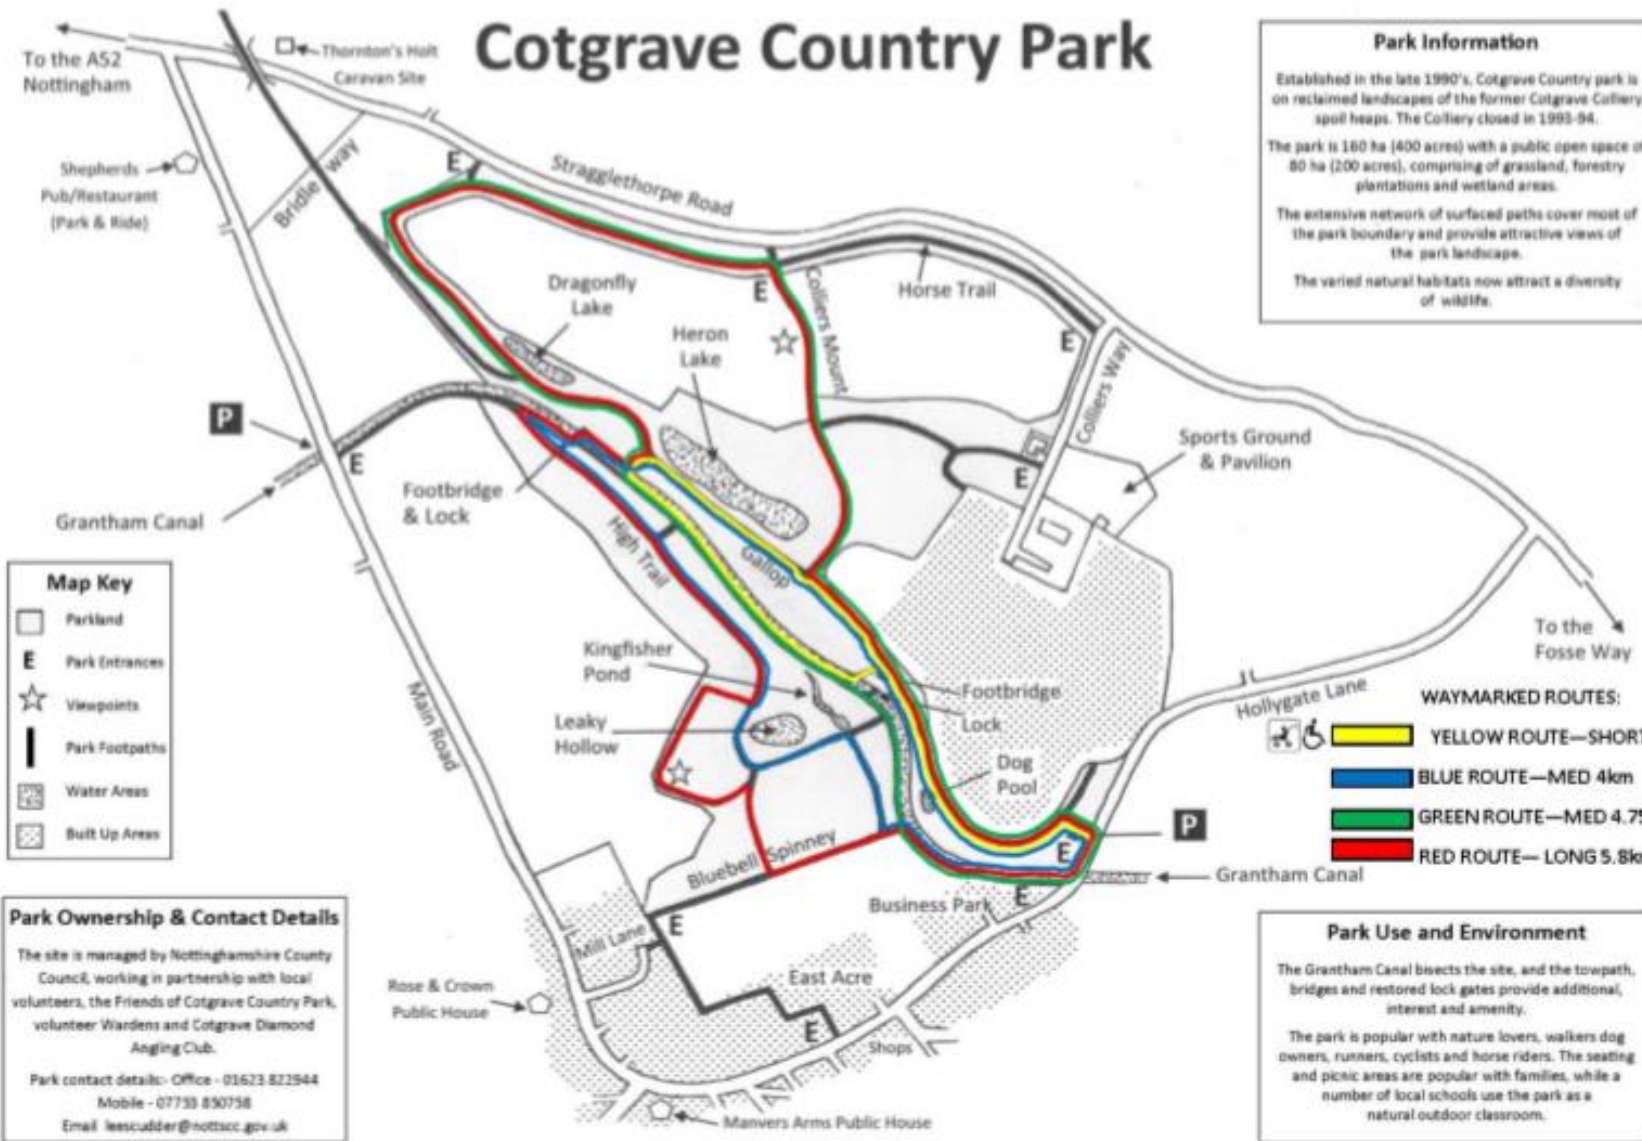 Cotgrave Country Park
To the A52
Nottingham
Thornton's Holt
Caravan Site
Shepherds
Pub/Restaurant
(Park & Ride)
Bridle way
E
Stragglethorpe Road
Dragonfly
Lake
Heron
Lake
E
Colliers Mount
Horse Trail
E
Colliers Way
P
E
Grantham Canal
Footbridge
& Lock
High Trail
Gallop
E
Sports Ground
& Pavilion
To the
Fosse Way
Hollygate Lane
Main Road
Kingfisher
Pond
Leaky
Hollow
Footbridge
Lock
Dog
Pool
P
E
Grantham Canal
Bluebell Spinney
Business Park
E
E
Mill Lane
East Acre
E
Shops
Rose & Crown
Public House
Manvers Arms Public House
Park Information
Established in the late 1990's, Cotgrave Country park is
on reclaimed landscapes of the former Cotgrave Colliery
spoil heaps. The Colliery closed in 1993-94.
The park is 160 ha (400 acres) with a public open space of
80 ha (200 acres), comprising of grassland, forestry
plantations and wetland areas.
The extensive network of surfaced paths cover most of
the park boundary and provide attractive views of
the park landscape.
The varied natural habitats now attract a diversity
of wildlife.
Map Key
Parkland
E Park Entrances
Viewpoints
Park Footpaths
Water Areas
Built Up Areas
WAYMARKED ROUTES:
YELLOW ROUTE—SHORT
BLUE ROUTE—MED 4km
GREEN ROUTE—MED 4.75
RED ROUTE— LONG 5.8km
Park Ownership & Contact Details
The site is managed by Nottinghamshire County
Council, working in partnership with local
volunteers, the Friends of Cotgrave Country Park,
volunteer Wardens and Cotgrave Diamond
Angling Club.
Park contact details:- Office - 01623 822944
Mobile - 07753 850758
Email leescudder@nottscc.gov.uk
Park Use and Environment
The Grantham Canal bisects the site, and the towpath,
bridges and restored lock gates provide additional,
interest and amenity.
The park is popular with nature lovers, walkers dog
owners, runners, cyclists and horse riders. The seating
and picnic areas are popular with families, while a
number of local schools use the park as a
natural outdoor classroom.